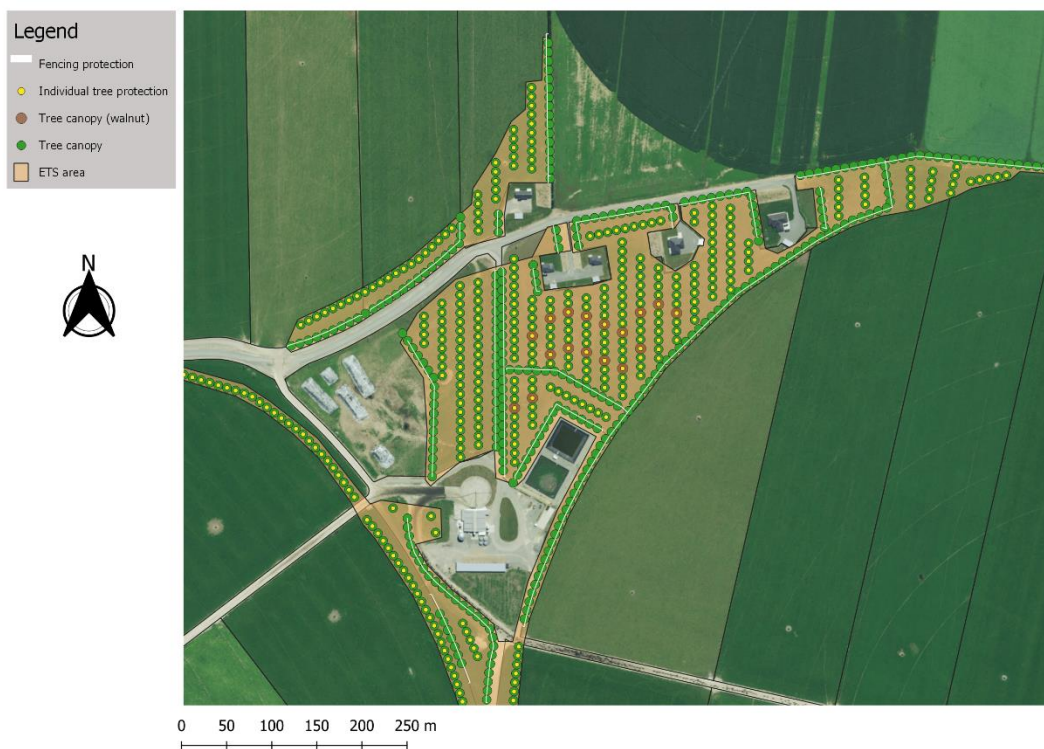 Legend
Fencing protection
Individual tree protection
Tree canopy (walnut)
Tree canopy
ETS area
N
0 50 100 150 200 250 m